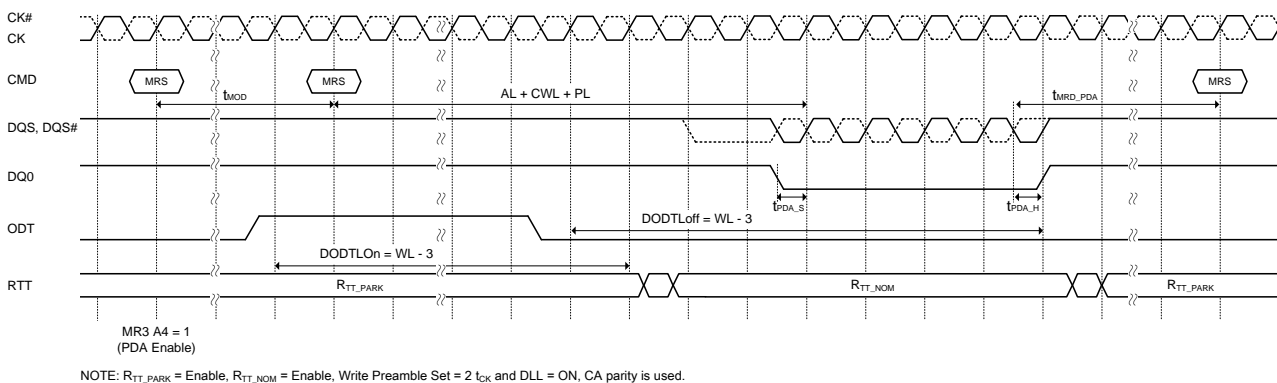 CK#
CK
CMD
MRS
MRS
MRS
tMOD
AL + CWL + PL
tMRD_PDA
DQS, DQS#
DQ0
tPDA_S
tPDA_H
ODT
DODTLoff = WL - 3
DODTLOn = WL - 3
RTT
RTT_PARK
RTT_NOM
RTT_PARK
MR3 A4 = 1
(PDA Enable)
NOTE: RTT_PARK = Enable, RTT_NOM = Enable, Write Preamble Set = 2 tCK and DLL = ON, CA parity is used.